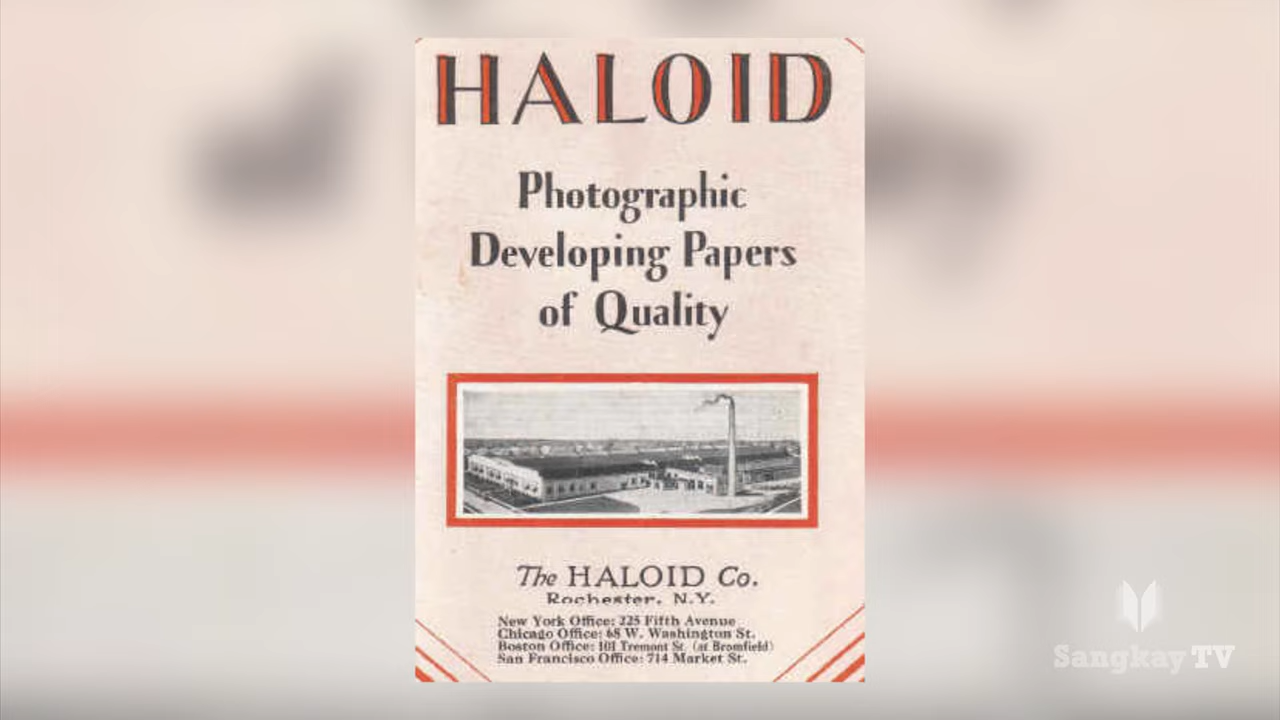 HALOID
Photographic
Developing Papers
of Quality
The HALOID Co.
Rochester, N.Y.
New York Office: 225 Fifth Avenue
Chicago Office: 68 W. Washington St.
Boston Office: 101 Tremont St. (at Bromfield)
San Francisco Office: 714 Market St.
Sangkay TV